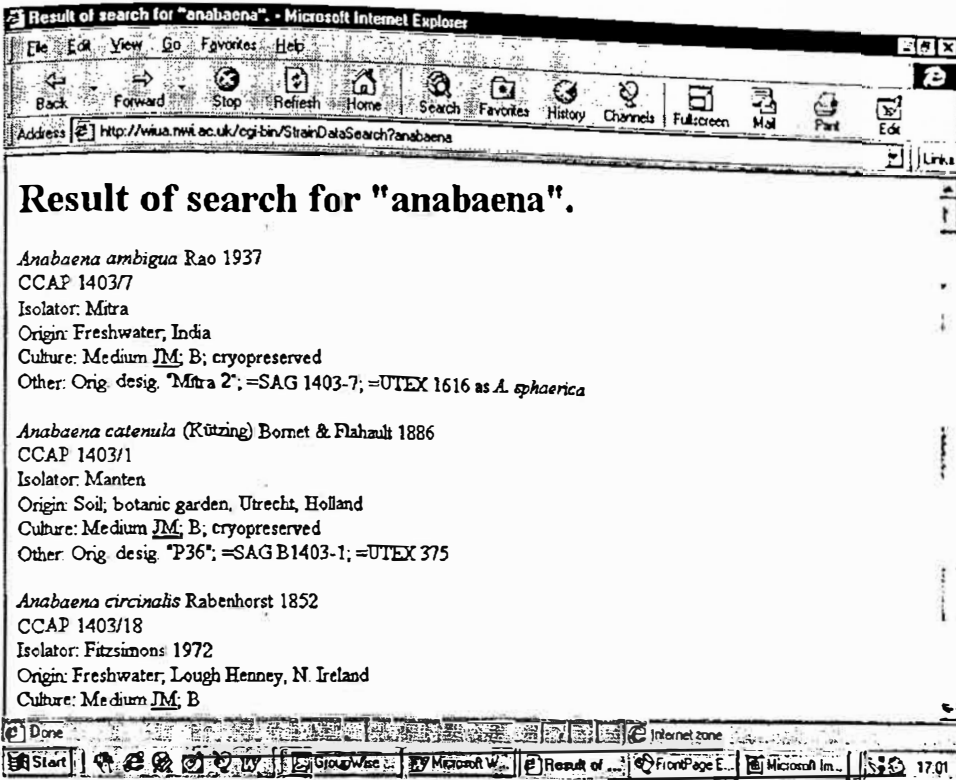 Result of search for "anabaena". - Microsoft Internet Explorer
File Edit View Go Favorites Help
Back Forward Stop Refresh Home Search Favorites History Channels Fullscreen Mail Print Edit
Address http://wiua.nwi.ac.uk/cgi-bin/StrainDataSearch?anabaena
Links
Result of search for "anabaena".
Anabaena ambigua Rao 1937
CCAP 1403/7
Isolator: Mitra
Origin: Freshwater; India
Culture: Medium JM; B; cryopreserved
Other: Orig. desig. "Mitra 2"; =SAG 1403-7; =UTEX 1616 as A. sphaerica
Anabaena catenula (Kützing) Bornet & Flahault 1886
CCAP 1403/1
Isolator: Manten
Origin: Soil; botanic garden, Utrecht, Holland
Culture: Medium JM; B; cryopreserved
Other: Orig. desig. "P36"; =SAG B1403-1; =UTEX 375
Anabaena circinalis Rabenhorst 1852
CCAP 1403/18
Isolator: Fitzsimons 1972
Origin: Freshwater; Lough Henney, N. Ireland
Culture: Medium JM; B
Done
Internet zone
Start GroupWise... Microsoft W... Result of ... FrontPage E... Microsoft Im... 17:01